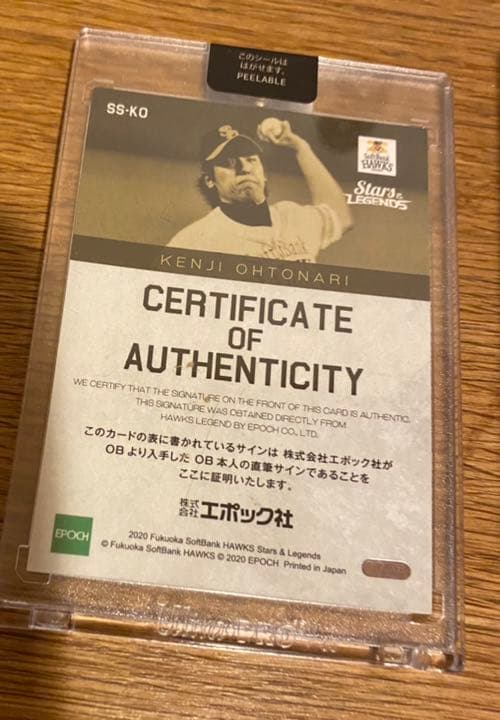 このシールは
はがせます。
PEELABLE
SS-KO
SoftBank
HAWKS
Stars &
LEGENDS
KENJI OHTONARI
CERTIFICATE
OF
AUTHENTICITY
WE CERTIFY THAT THE SIGNATURE ON THE FRONT OF THIS CARD IS AUTHENTIC.
THIS SIGNATURE WAS OBTAINED DIRECTLY FROM
HAWKS LEGEND BY EPOCH CO., LTD.
このカードの表に書かれているサインは 株式会社エポック社が
OBより入手した OB本人の直筆サインであることを
ここに証明いたします。
株式会社エポック社
EPOCH
2020 Fukuoka SoftBank HAWKS Stars & Legends
© Fukuoka SoftBank HAWKS © 2020 EPOCH Printed in Japan